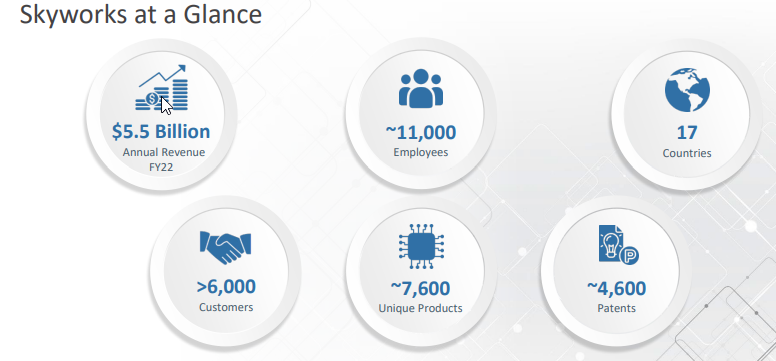 Skyworks at a Glance
$5.5 Billion
Annual Revenue
FY22
~11,000
Employees
17
Countries
>6,000
Customers
~7,600
Unique Products
~4,600
Patents